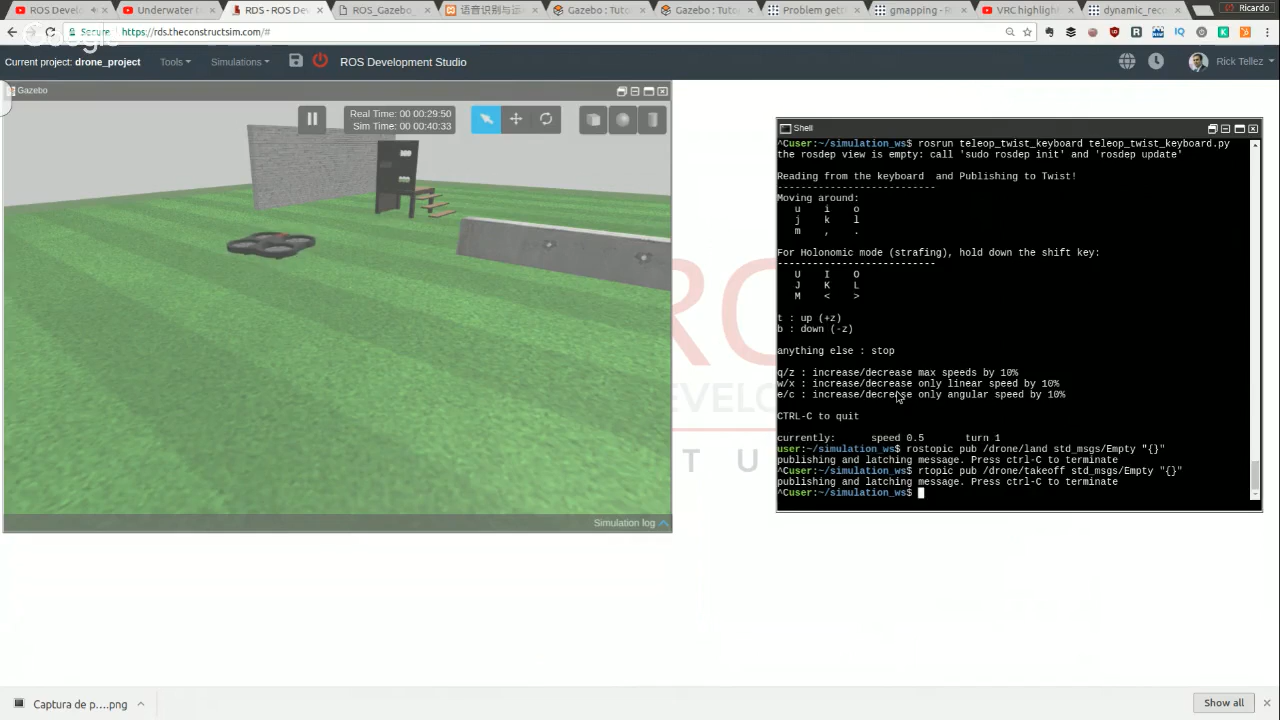 ROS Develo
Underwater t
RDS - ROS Dev
ROS_Gazebo_
语音识别与运
Gazebo : Tuto
Gazebo : Tuto
Problem gett
gmapping - R
VRC highligh
dynamic_reco
Ricardo
Secure
https://rds.theconstructsim.com/#
Current project: drone_project
Tools
Simulations
ROS Development Studio
Rick Tellez
Gazebo
Real Time: 00 00:29:50
Sim Time: 00 00:40:33
Simulation log
Shell
^Cuser:~/simulation_ws$ rosrun teleop_twist_keyboard teleop_twist_keyboard.py
the rosdep view is empty: call 'sudo rosdep init' and 'rosdep update'
Reading from the keyboard  and Publishing to Twist!
---------------------------
Moving around:
u i o
j k l
m , .
For Holonomic mode (strafing), hold down the shift key:
---------------------------
U I O
J K L
M < >
t : up (+z)
b : down (-z)
anything else : stop
q/z : increase/decrease max speeds by 10%
w/x : increase/decrease only linear speed by 10%
e/c : increase/decrease only angular speed by 10%
CTRL-C to quit
currently: speed 0.5 turn 1
user:~/simulation_ws$ rostopic pub /drone/land std_msgs/Empty "{}"
publishing and latching message. Press ctrl-C to terminate
^Cuser:~/simulation_ws$ rtopic pub /drone/takeoff std_msgs/Empty "{}"
publishing and latching message. Press ctrl-C to terminate
^Cuser:~/simulation_ws$
Captura de p....png
Show all